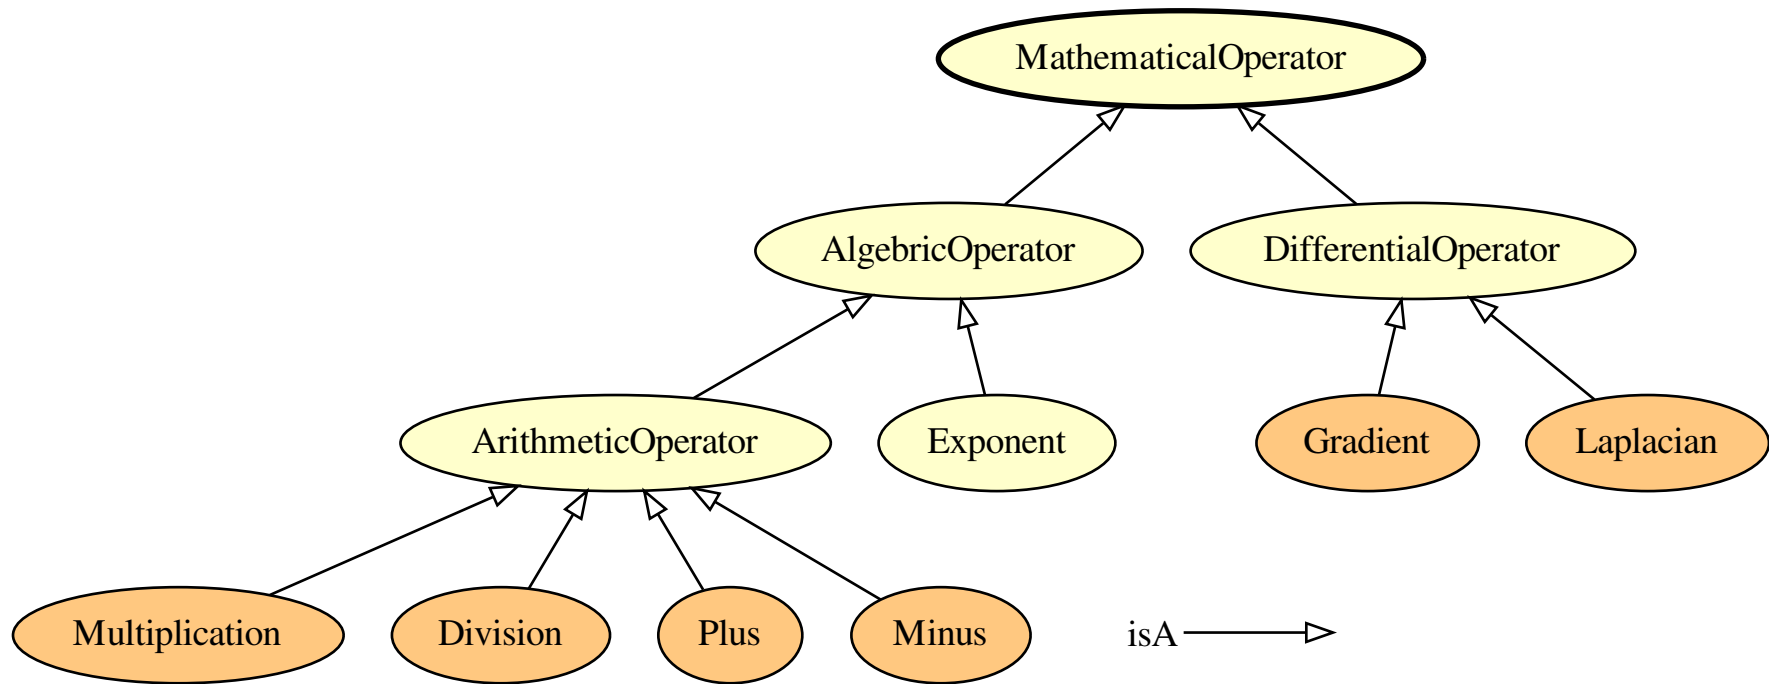 MathematicalOperator
AlgebricOperator
DifferentialOperator
ArithmeticOperator
Exponent
Gradient
Laplacian
Multiplication
Division
Plus
Minus
isA